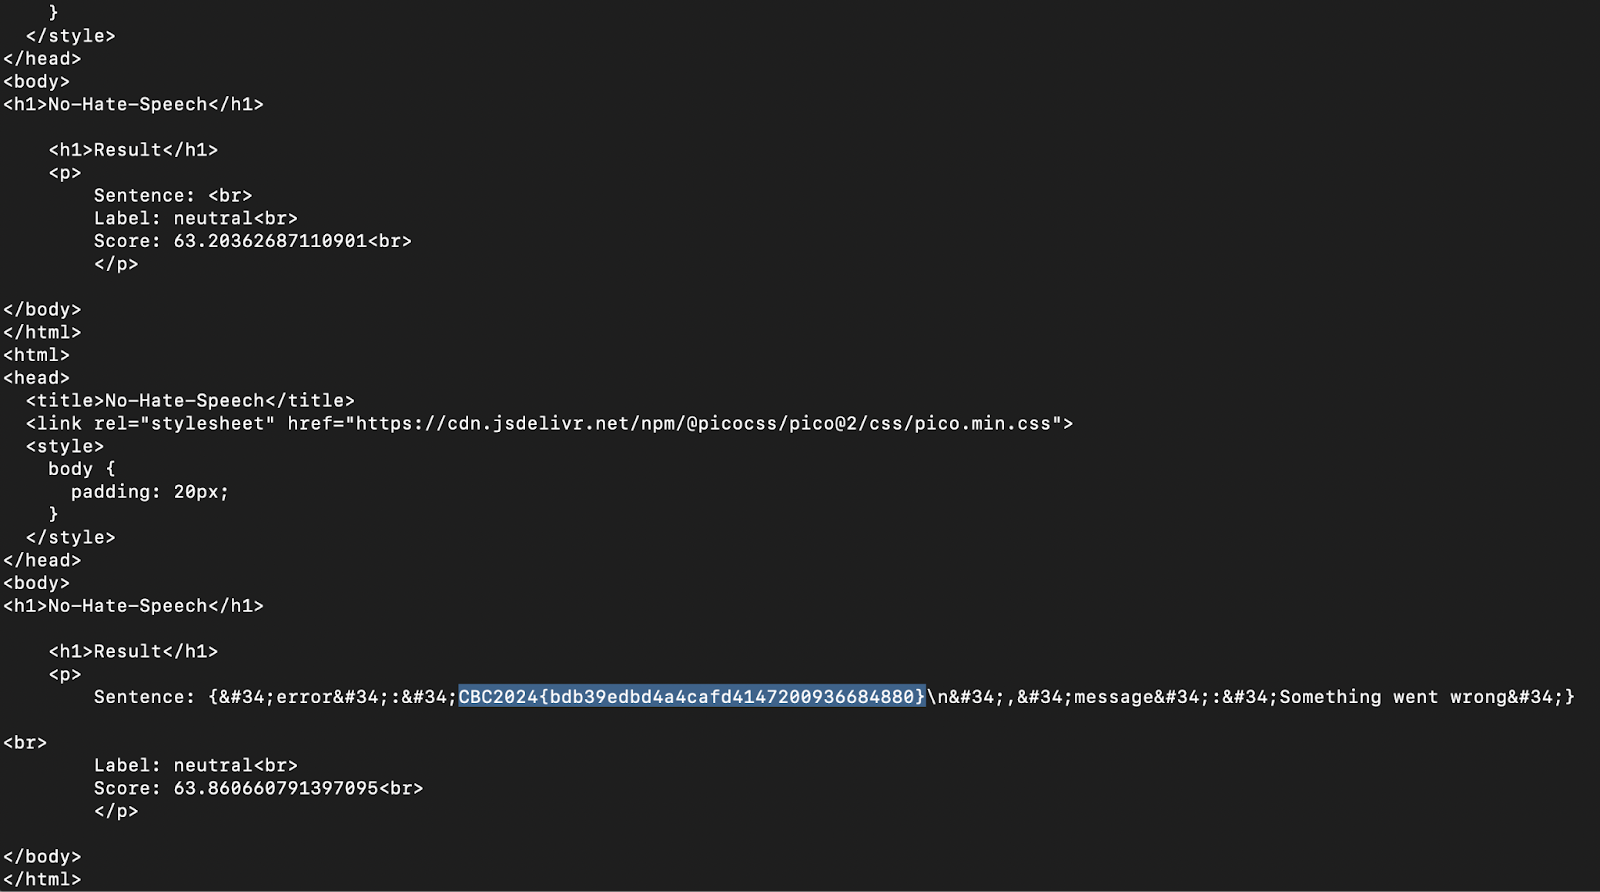 }
  </style>
</head>
<body>
<h1>No-Hate-Speech</h1>

    <h1>Result</h1>
    <p>
        Sentence: <br>
        Label: neutral<br>
        Score: 63.20362687110901<br>
        </p>

</body>
</html>
<html>
<head>
  <title>No-Hate-Speech</title>
  <link rel="stylesheet" href="https://cdn.jsdelivr.net/npm/@picocss/pico@2/css/pico.min.css">
  <style>
    body {
      padding: 20px;
    }
  </style>
</head>
<body>
<h1>No-Hate-Speech</h1>

    <h1>Result</h1>
    <p>
        Sentence: {&#34;error&#34;:&#34;CBC2024{bdb39edbd4a4cafd4147200936684880}\n&#34;,&#34;message&#34;:&#34;Something went wrong&#34;}

<br>
        Label: neutral<br>
        Score: 63.860660791397095<br>
        </p>

</body>
</html>